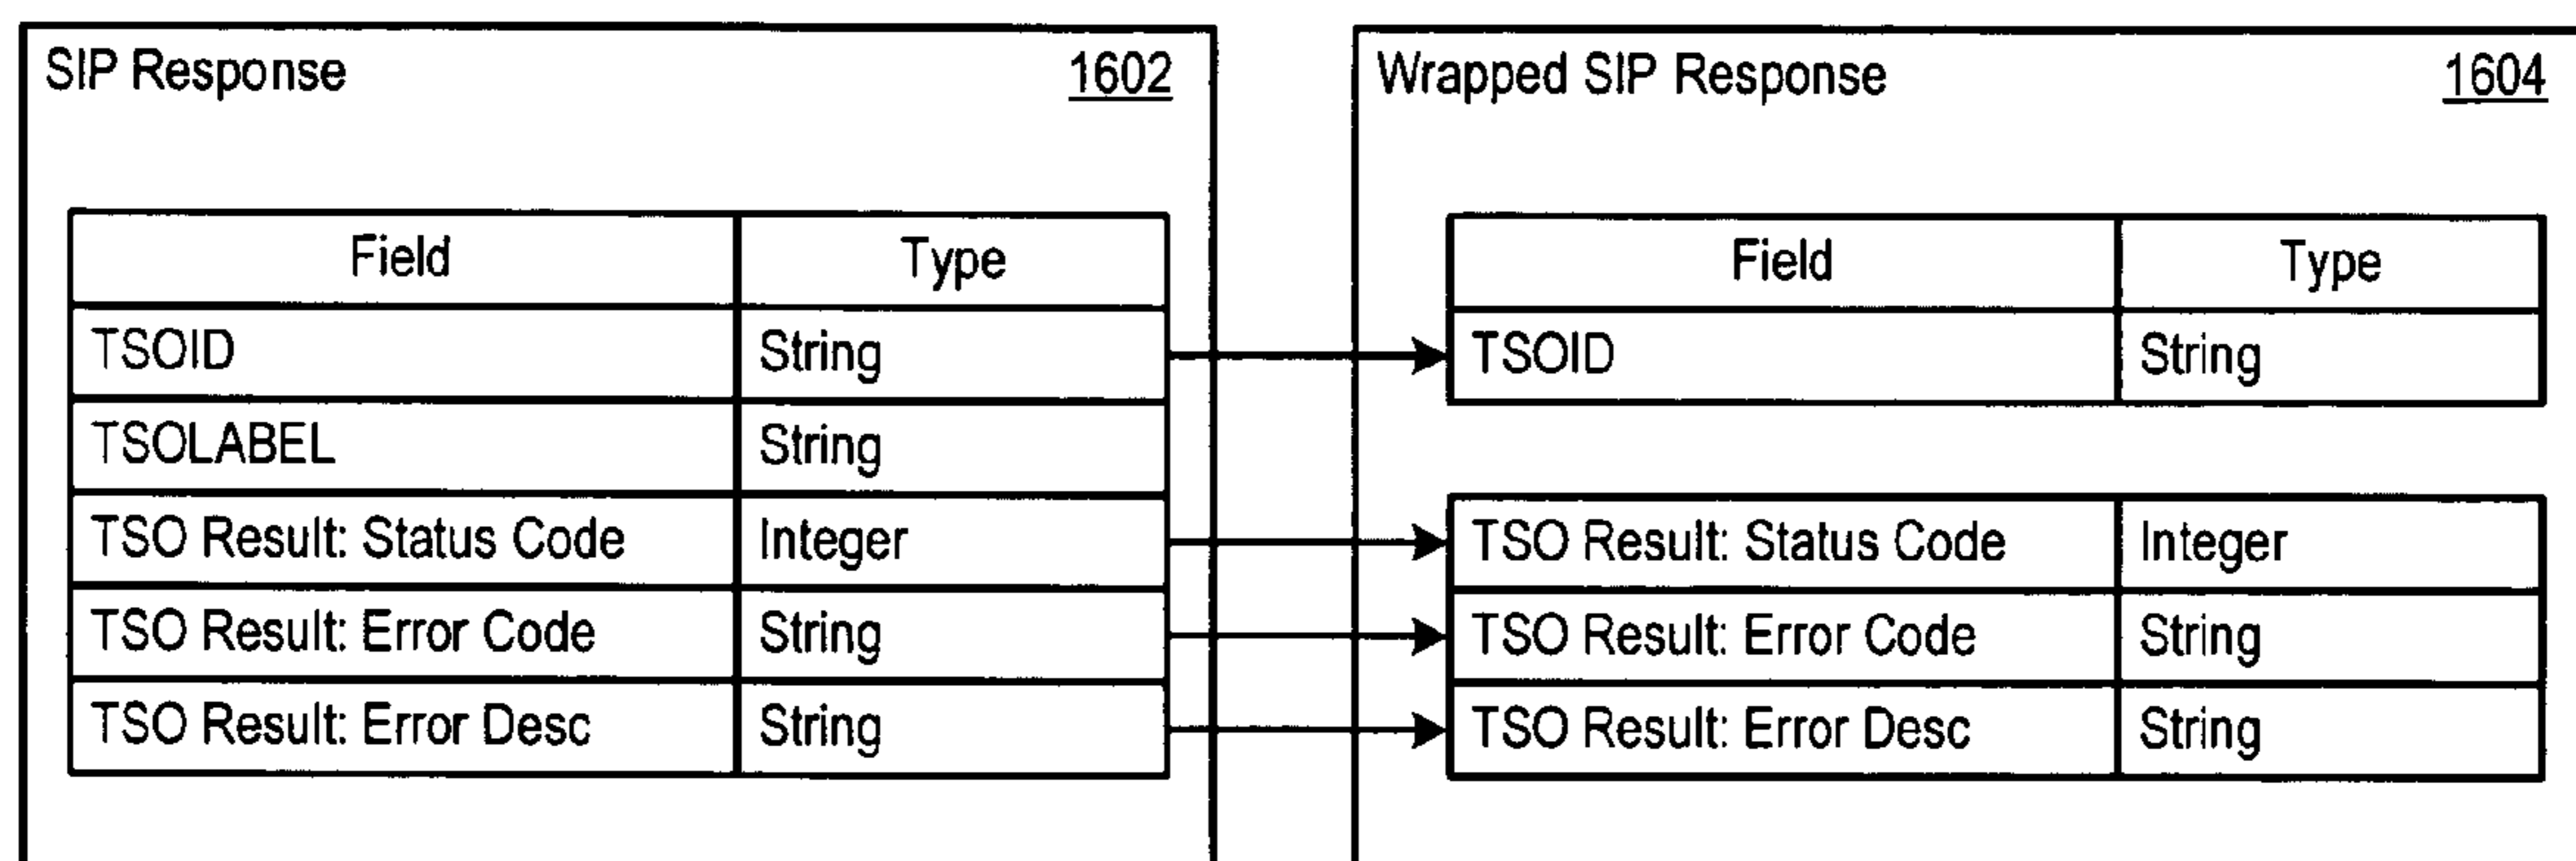 SIP Response 1602
Field Type
TSOID String
TSOLABEL String
TSO Result: Status Code Integer
TSO Result: Error Code String
TSO Result: Error Desc String
Wrapped SIP Response 1604
Field Type
TSOID String
TSO Result: Status Code Integer
TSO Result: Error Code String
TSO Result: Error Desc String